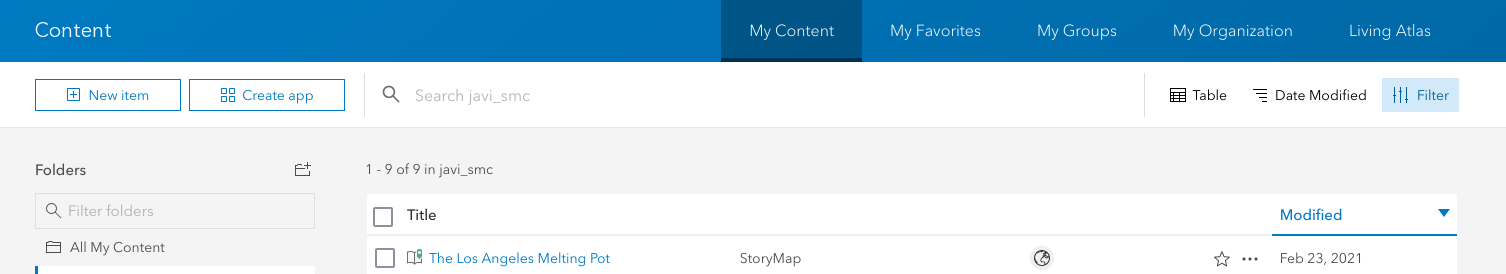 Content My Content My Favorites My Groups My Organization Living Atlas
New item Create app Search javi_smc Table Date Modified Filter
Folders 1 - 9 of 9 in javi_smc
Filter folders Title Modified
All My Content The Los Angeles Melting Pot StoryMap Feb 23, 2021